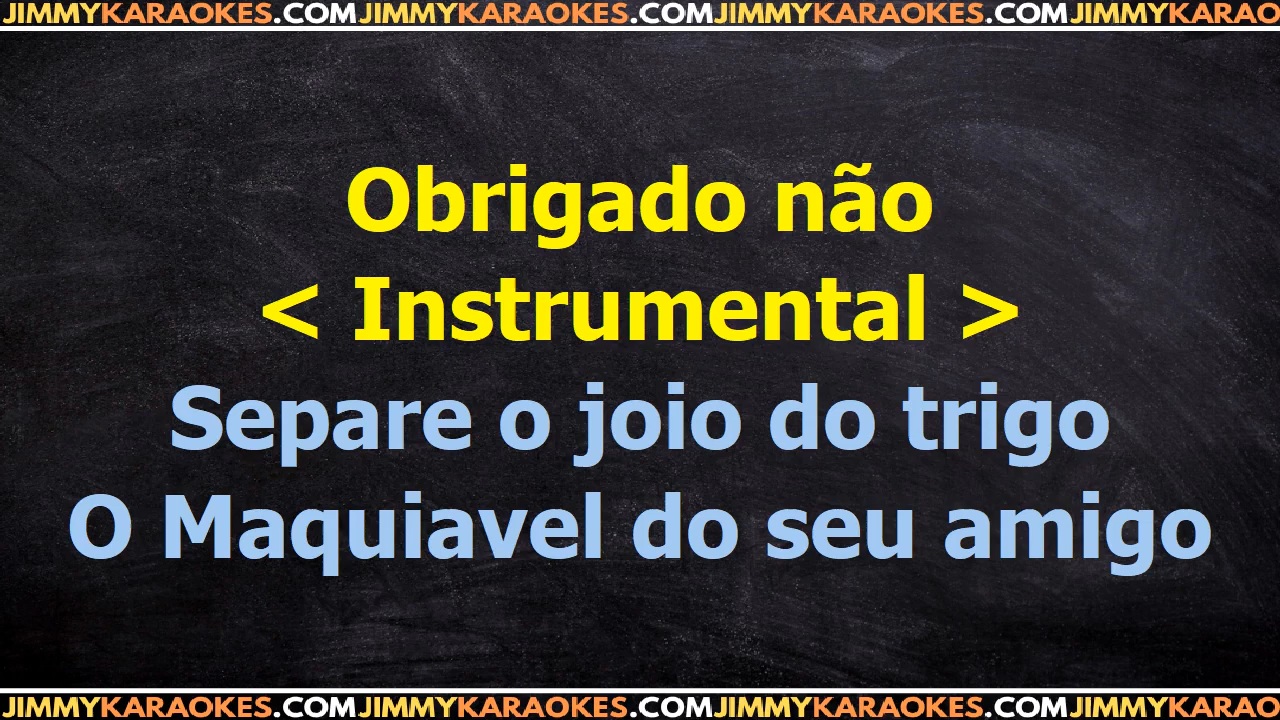 JIMMYKARAOKES.COMJIMMYKARAOKES.COMJIMMYKARAOKES.COMJIMMYKARAO
Obrigado não
< Instrumental >
Separe o joio do trigo
O Maquiavel do seu amigo
JIMMYKARAOKES.COMJIMMYKARAOKES.COMJIMMYKARAOKES.COMJIMMYKARAO